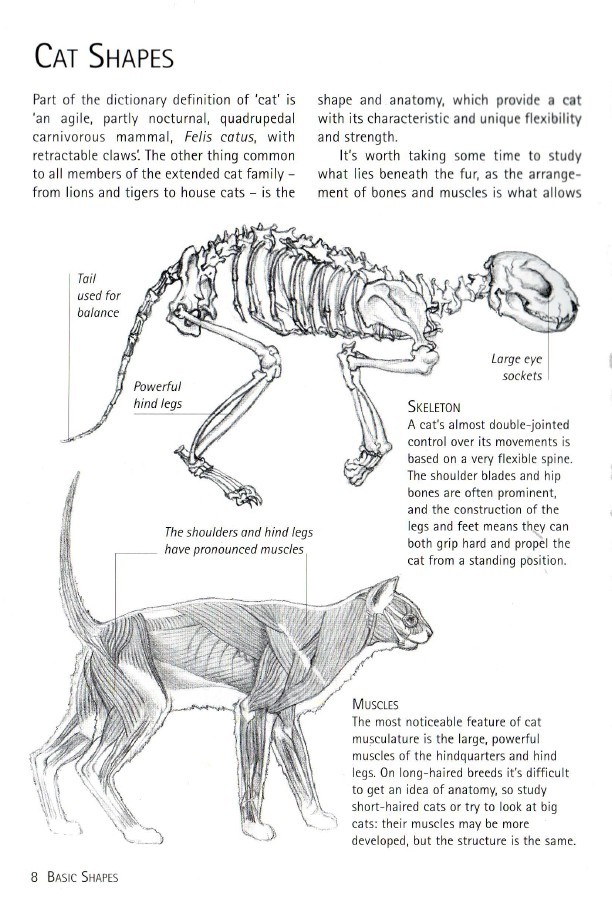 CAT SHAPES
Part of the dictionary definition of 'cat' is
'an agile, partly nocturnal, quadrupedal
carnivorous mammal, Felis catus, with
retractable claws'. The other thing common
to all members of the extended cat family –
from lions and tigers to house cats – is the
shape and anatomy, which provide a cat
with its characteristic and unique flexibility
and strength.
It's worth taking some time to study
what lies beneath the fur, as the arrange-
ment of bones and muscles is what allows
Tail
used for
balance
Powerful
hind legs
Large eye
sockets
SKELETON
A cat's almost double-jointed
control over its movements is
based on a very flexible spine.
The shoulder blades and hip
bones are often prominent,
and the construction of the
legs and feet means they can
both grip hard and propel the
cat from a standing position.
The shoulders and hind legs
have pronounced muscles
MUSCLES
The most noticeable feature of cat
musculature is the large, powerful
muscles of the hindquarters and hind
legs. On long-haired breeds it's difficult
to get an idea of anatomy, so study
short-haired cats or try to look at big
cats: their muscles may be more
developed, but the structure is the same.
8 BASIC SHAPES